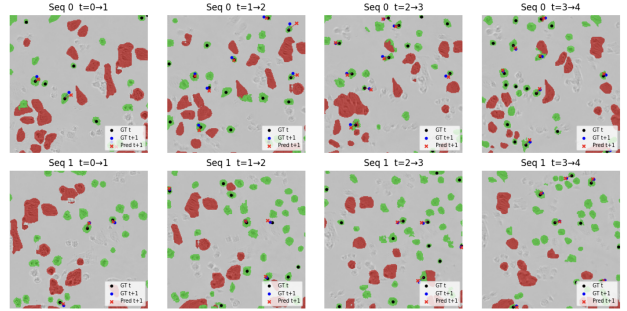 Seq 0 t=0→1
Seq 0 t=1→2
Seq 0 t=2→3
Seq 0 t=3→4
GT t
GT t+1
Pred t+1
GT t
GT t+1
Pred t+1
GT t
GT t+1
Pred t+1
GT t
GT t+1
Pred t+1
Seq 1 t=0→1
Seq 1 t=1→2
Seq 1 t=2→3
Seq 1 t=3→4
GT t
GT t+1
Pred t+1
GT t
GT t+1
Pred t+1
GT t
GT t+1
Pred t+1
GT t
GT t+1
Pred t+1